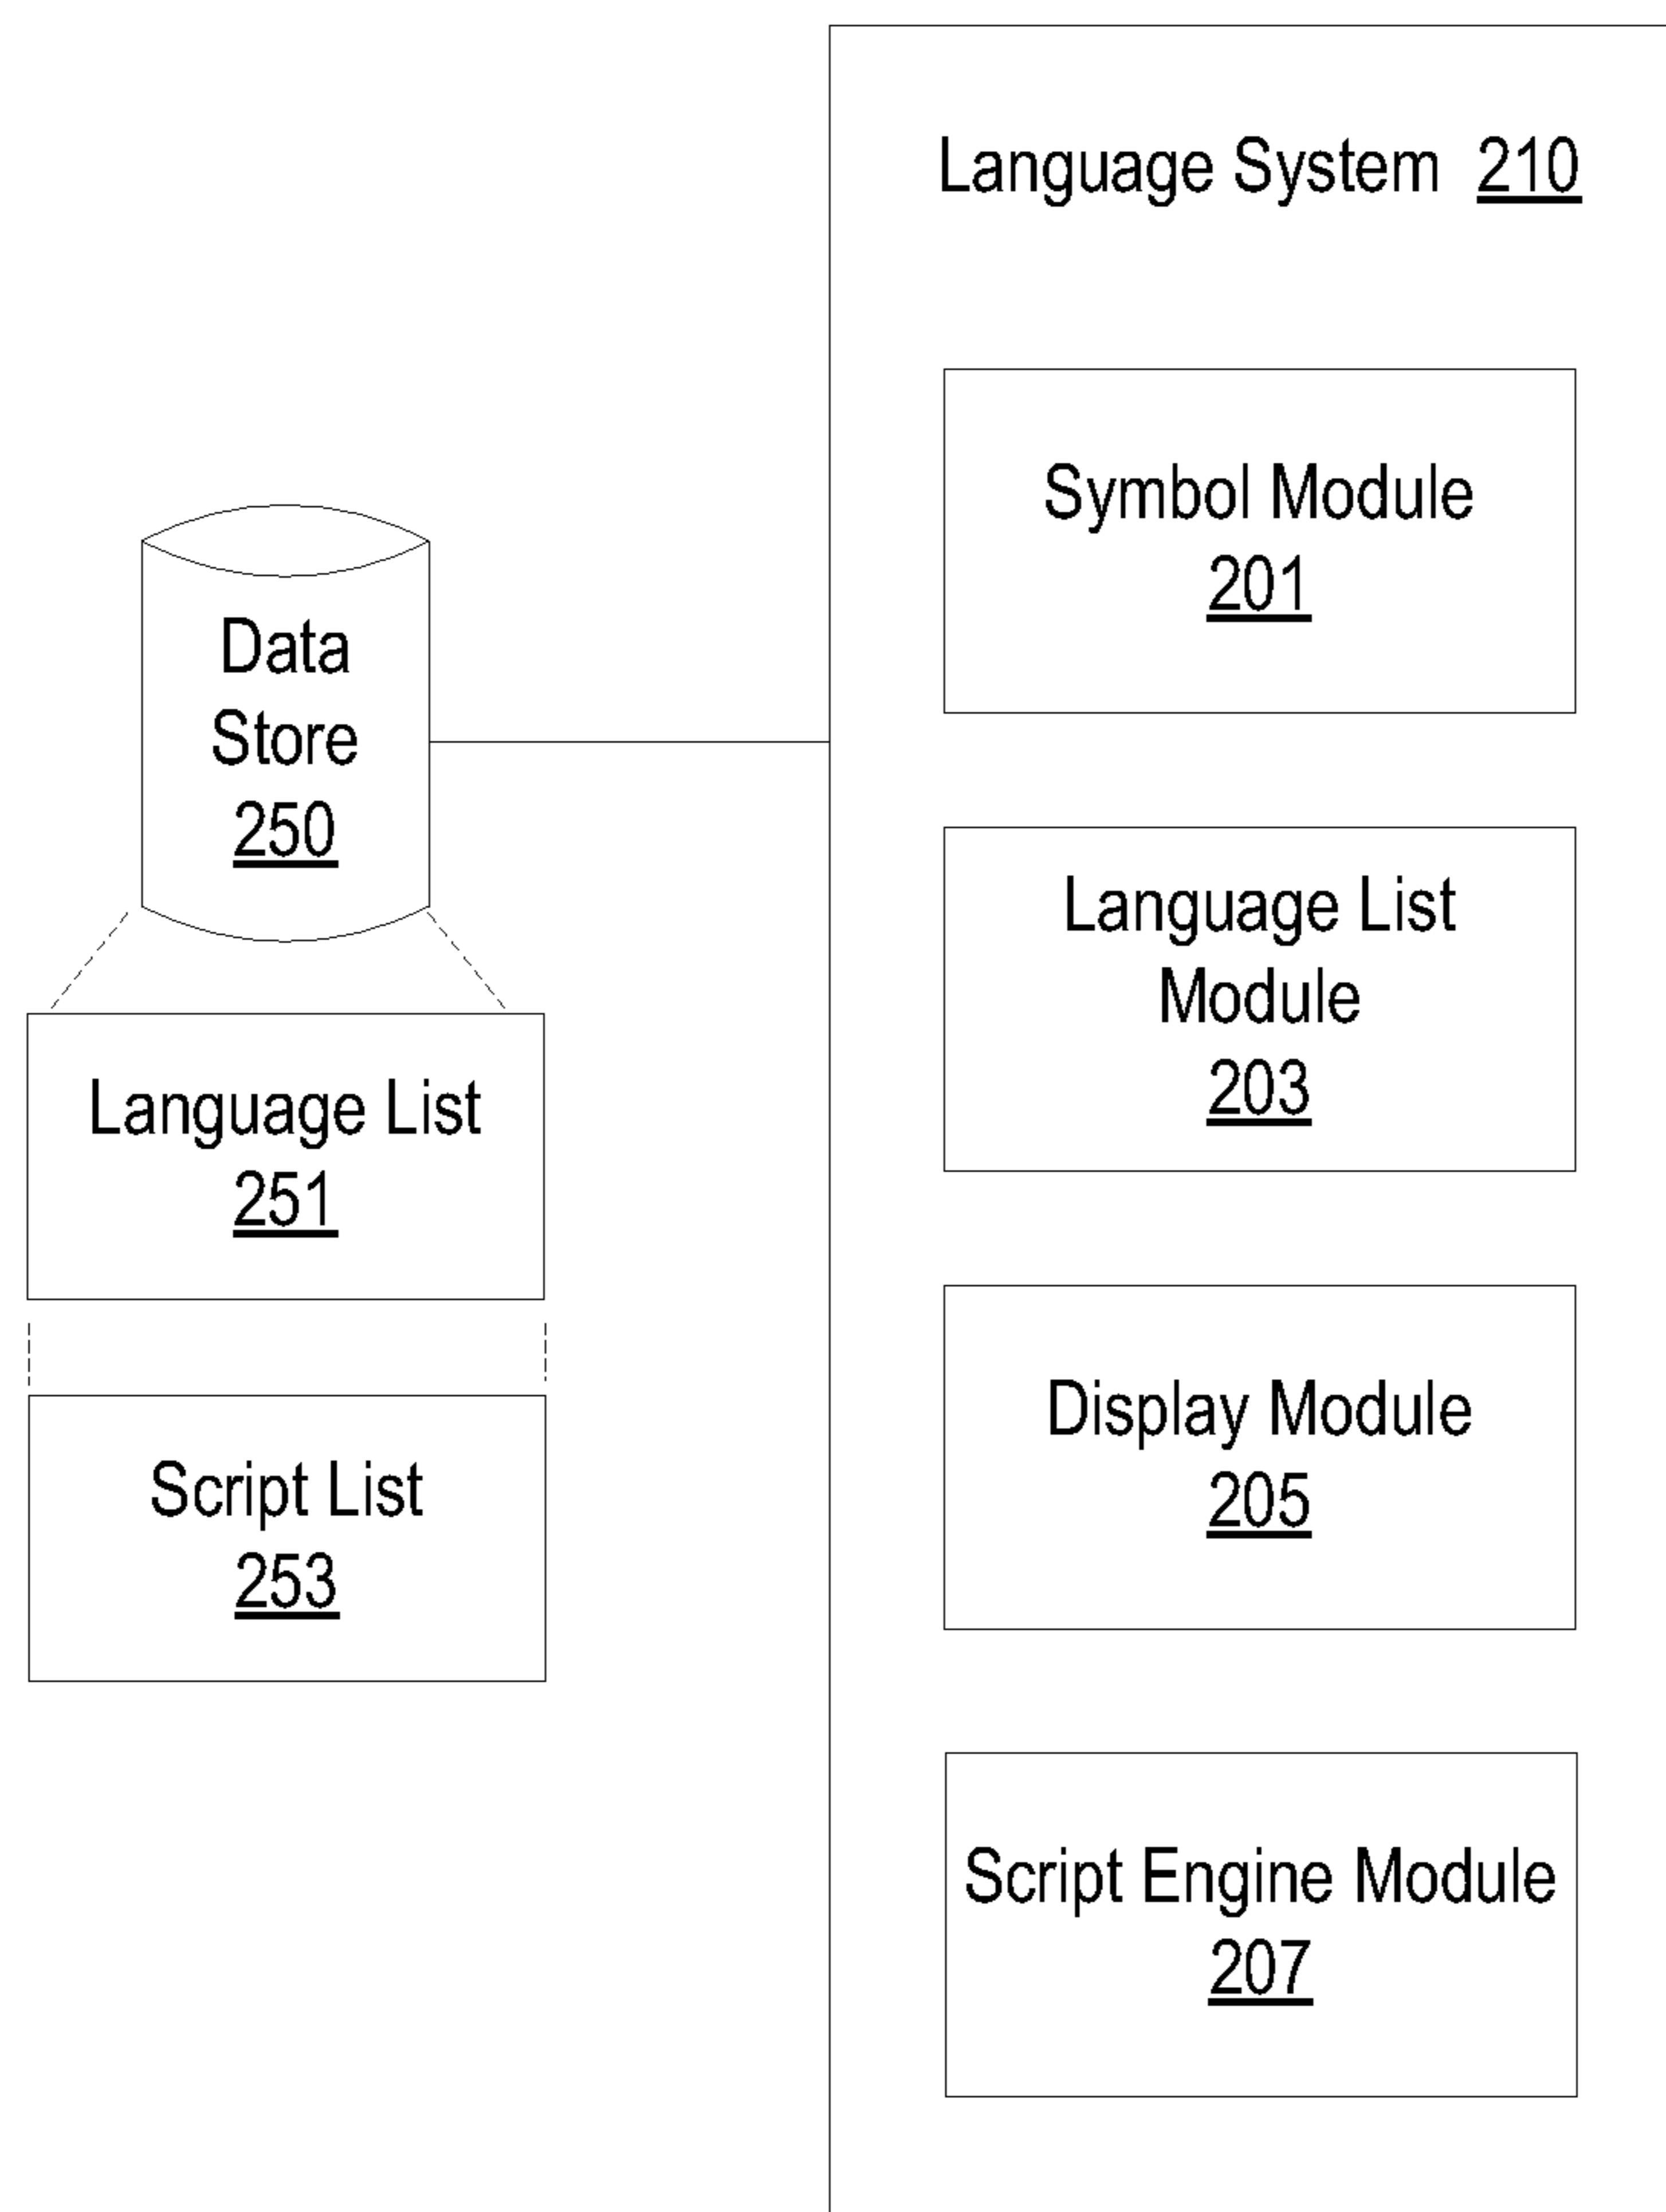 Language System 210
Symbol Module
201
Data
Store
250
Language List
Module
203
Language List
251
Display Module
205
Script List
253
Script Engine Module
207